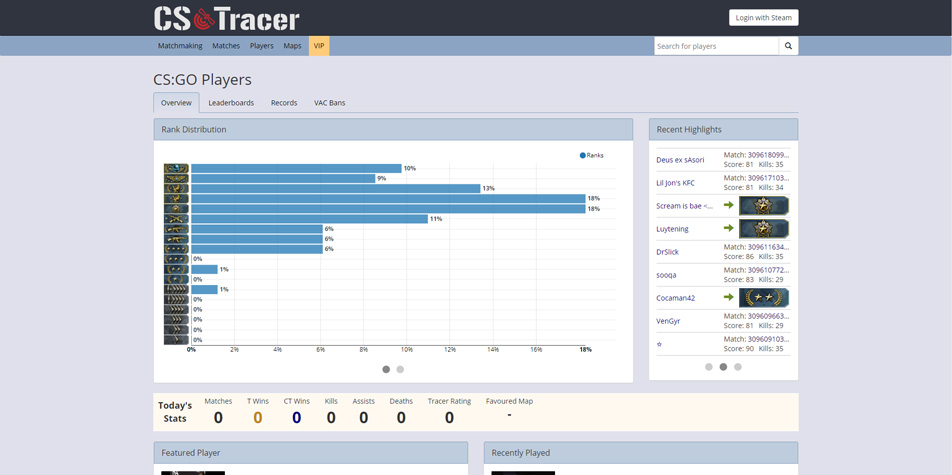 CS Tracer
Login with Steam
Matchmaking Matches Players Maps VIP
Search for players
CS:GO Players
Overview Leaderboards Records VAC Bans
Rank Distribution
Ranks
10%
9%
13%
18%
18%
11%
6%
6%
6%
0%
1%
0%
1%
0%
0%
0%
0%
0%
0% 2% 4% 6% 8% 10% 12% 14% 16% 18%
Recent Highlights
Deus ex sAsori Match: 309618099...
Score: 81 Kills: 35
Lil Jon's KFC Match: 309617103...
Score: 81 Kills: 34
Scream is bae <...
Luytening
DrSlick Match: 309611634...
Score: 86 Kills: 35
sooqa Match: 309610772...
Score: 83 Kills: 29
Cocaman42
VenGyr Match: 309609663...
Score: 81 Kills: 29
☆ Match: 309609103...
Score: 90 Kills: 35
Today's Stats
Matches T Wins CT Wins Kills Assists Deaths Tracer Rating Favoured Map
0 0 0 0 0 0 0 -
Featured Player
Recently Played